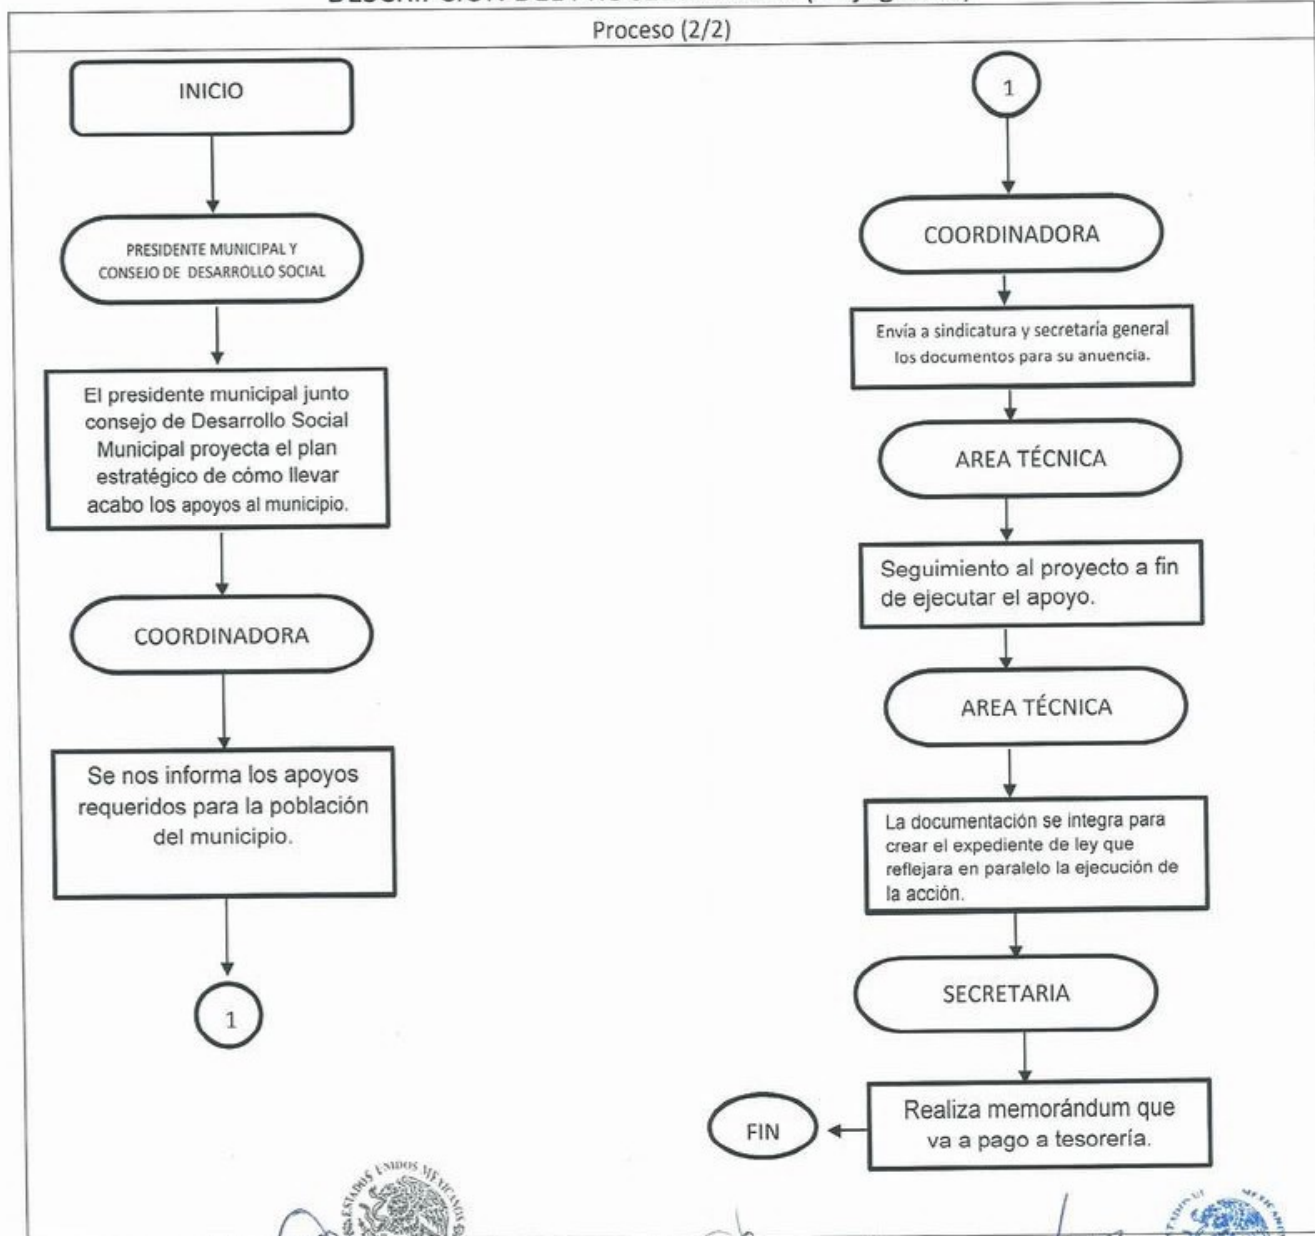 Proceso (2/2)
INICIO
PRESIDENTE MUNICIPAL Y
CONSEJO DE DESARROLLO SOCIAL
El presidente municipal junto
consejo de Desarrollo Social
Municipal proyecta el plan
estratégico de cómo llevar
acabo los apoyos al municipio.
COORDINADORA
Se nos informa los apoyos
requeridos para la población
del municipio.
1
1
COORDINADORA
Envía a sindicatura y secretaría general
los documentos para su anuencia.
AREA TÉCNICA
Seguimiento al proyecto a fin
de ejecutar el apoyo.
AREA TÉCNICA
La documentación se integra para
crear el expediente de ley que
reflejara en paralelo la ejecución de
la acción.
SECRETARIA
Realiza memorándum que
va a pago a tesorería.
FIN
ESTADOS UNIDOS MEXICANOS